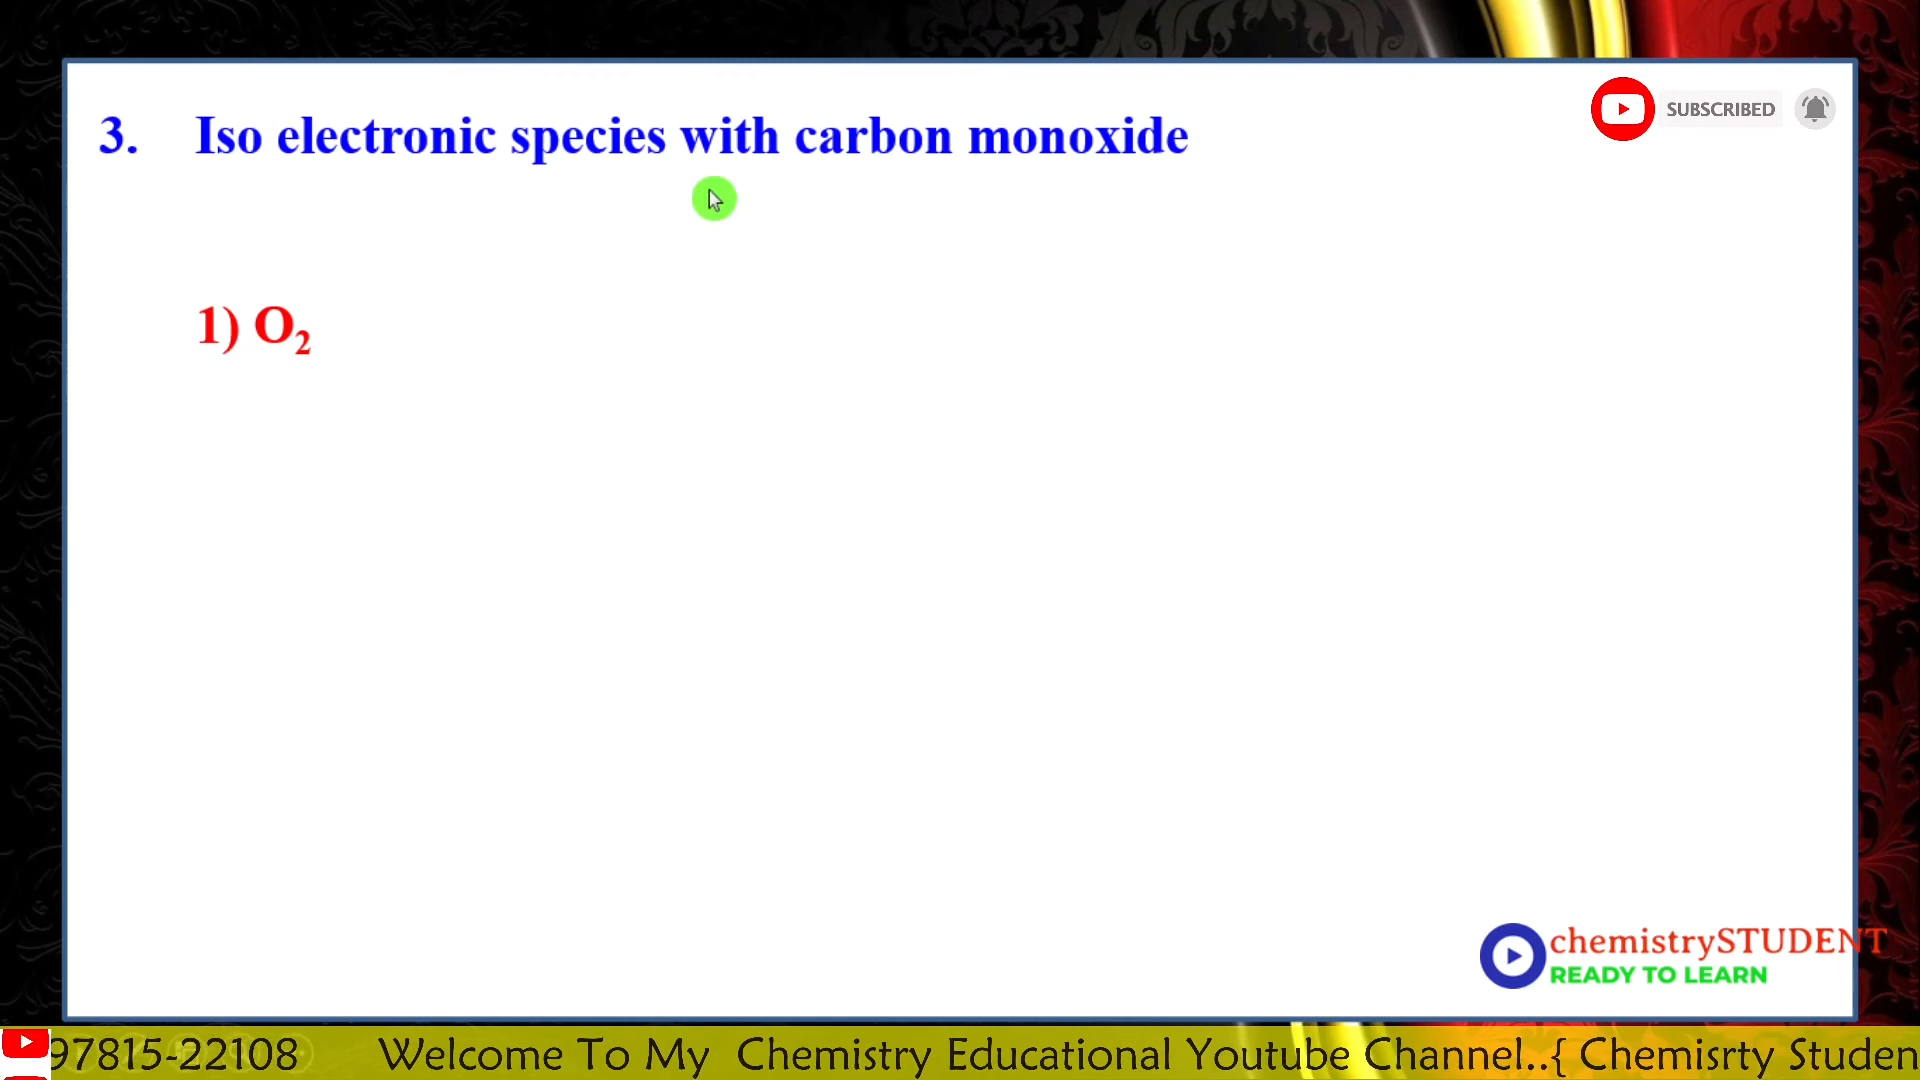 3. Iso electronic species with carbon monoxide
SUBSCRIBED
1) O₂
chemistrySTUDENT
READY TO LEARN
97815-22108 Welcome To My Chemistry Educational Youtube Channel..{ Chemisrty Studen